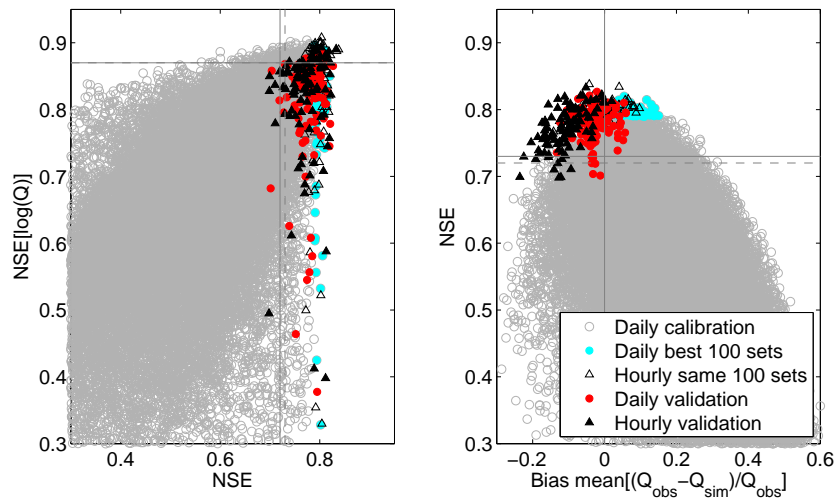 0.9
0.8
0.7
0.6
0.5
0.4
0.3
NSE[log(Q)]
0.4 0.6 0.8
NSE
0.9
0.8
0.7
0.6
0.5
0.4
0.3
NSE
Daily calibration
Daily best 100 sets
Hourly same 100 sets
Daily validation
Hourly validation
−0.2 0 0.2 0.4 0.6
Bias mean[(Q_obs−Q_sim)/Q_obs]